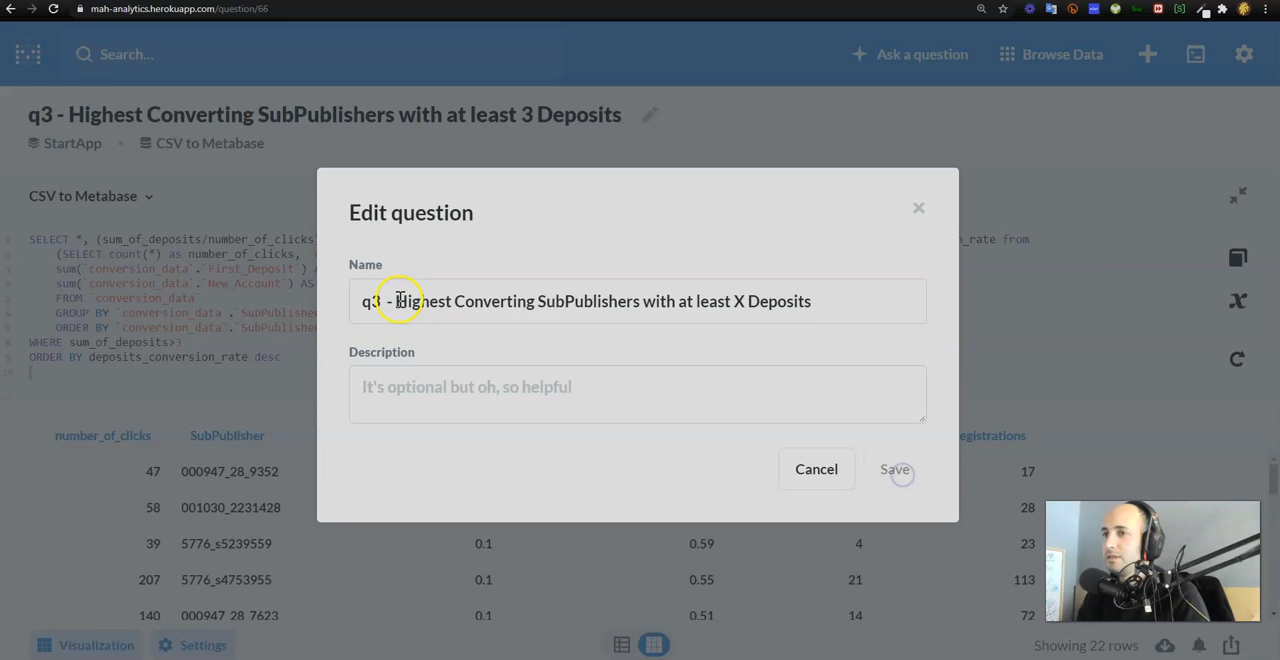 mah-analytics.herokuapp.com/question/66
Search...
Ask a question
Browse Data
q3 - Highest Converting SubPublishers with at least 3 Deposits
StartApp • CSV to Metabase
CSV to Metabase
Edit question
Name
q3 - Highest Converting SubPublishers with at least X Deposits
Description
It's optional but oh, so helpful
Cancel
Save
SELECT *, (sum_of_deposits/number_of_clicks)
_rate from
(SELECT count(*) as number_of_clicks,
sum(`conversion_data`.`First_Deposit`) A
sum(`conversion_data`.`New_Account`) AS
FROM `conversion_data`
GROUP BY `conversion_data`.`SubPublisher
ORDER BY `conversion_data`.`SubPublisher
WHERE sum_of_deposits>3
ORDER BY deposits_conversion_rate desc
number_of_clicks SubPublisher egistrations
47 000947_28_9352 17
58 001030_2231428 28
39 5776_s5239559 0.1 0.59 4 23
207 5776_s4753955 0.1 0.55 21 113
140 000947_28_7623 0.1 0.51 14 72
Visualization
Settings
Showing 22 rows